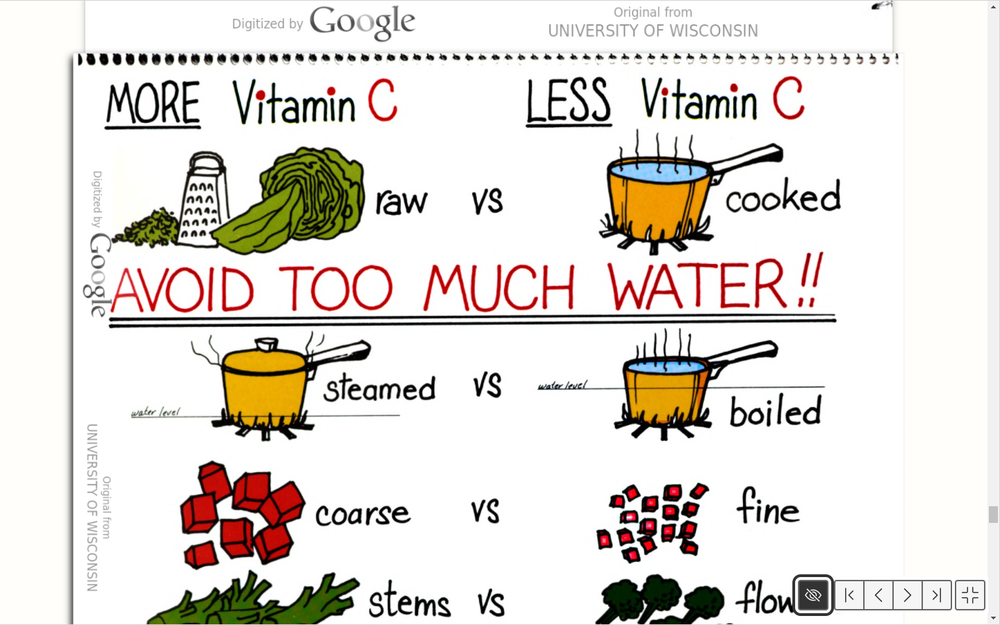 Digitized by Google
Original from
UNIVERSITY OF WISCONSIN
MORE Vitamin C
LESS Vitamin C
raw vs cooked
AVOID TOO MUCH WATER!!
steamed vs boiled
water level
water level
coarse vs fine
stems vs flow
Digitized by Google
Original from
UNIVERSITY OF WISCONSIN